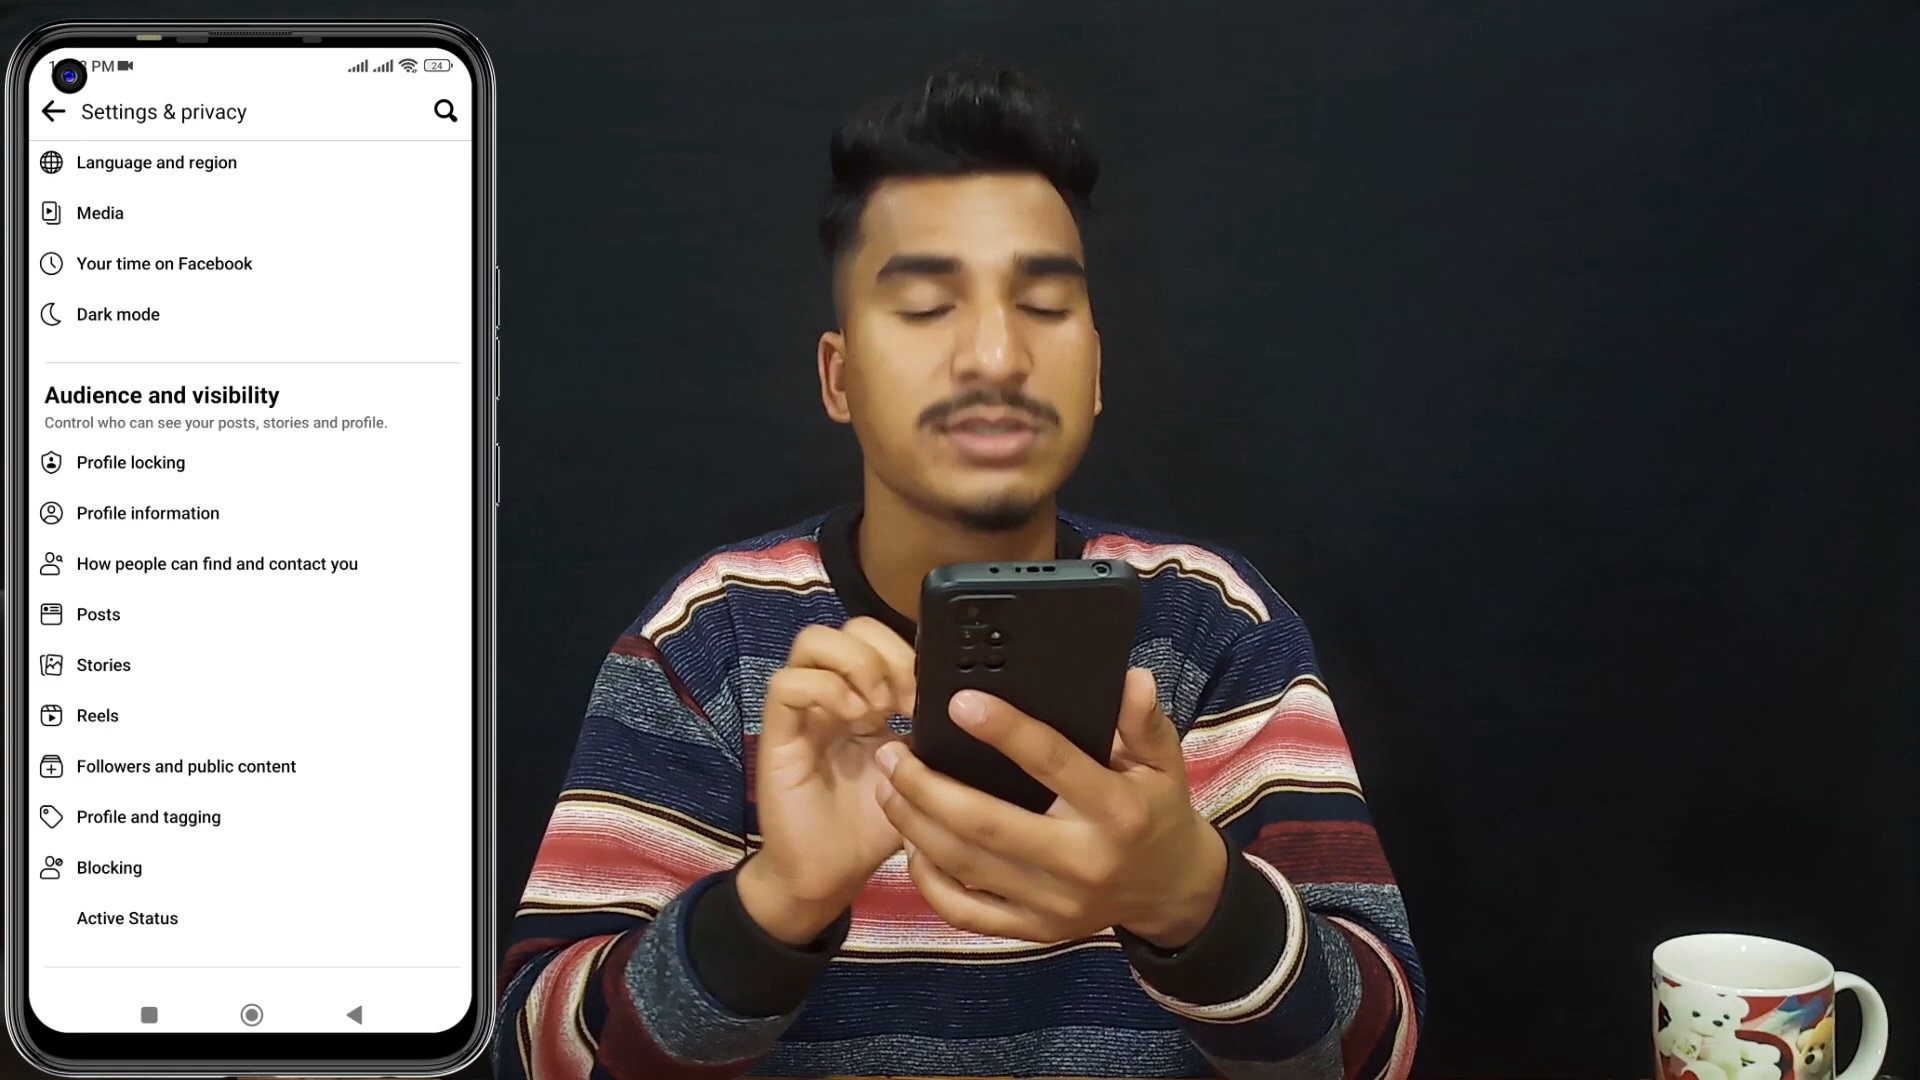 PM
24
Settings & privacy
Language and region
Media
Your time on Facebook
Dark mode
Audience and visibility
Control who can see your posts, stories and profile.
Profile locking
Profile information
How people can find and contact you
Posts
Stories
Reels
Followers and public content
Profile and tagging
Blocking
Active Status